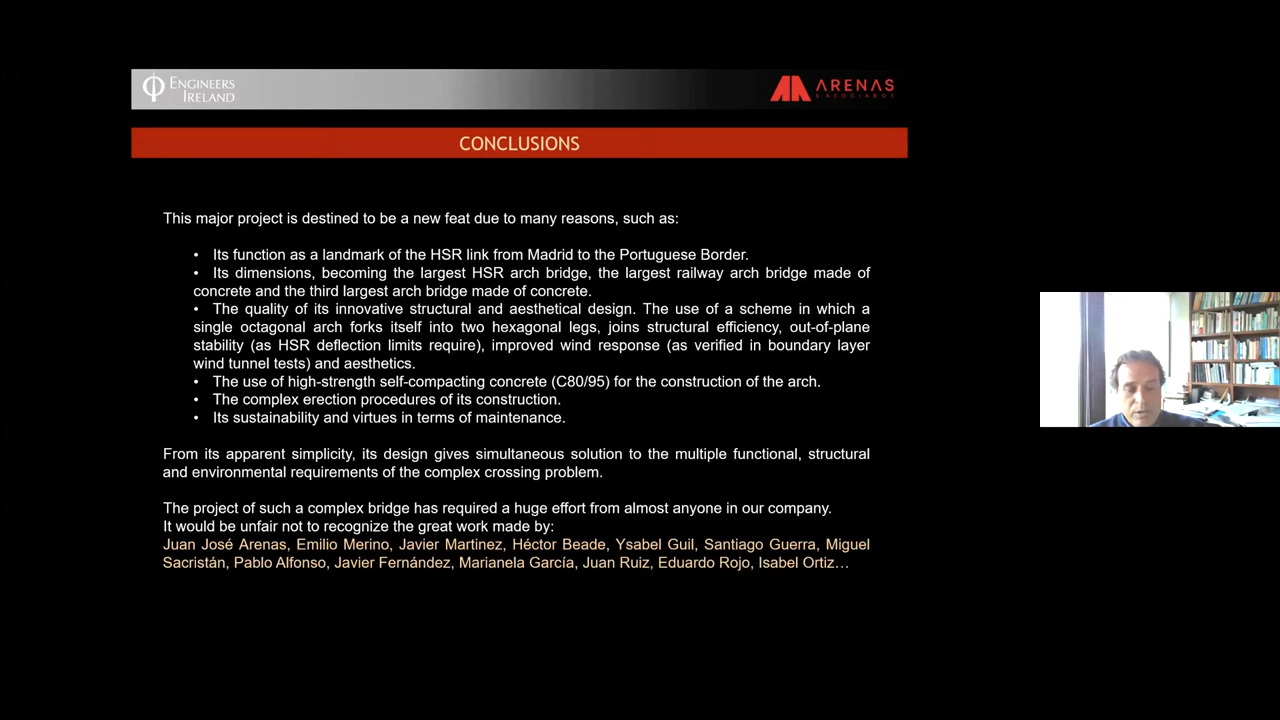 ENGINEERS
IRELAND
ARENAS
& ASOCIADOS
CONCLUSIONS
This major project is destined to be a new feat due to many reasons, such as:
• Its function as a landmark of the HSR link from Madrid to the Portuguese Border.
• Its dimensions, becoming the largest HSR arch bridge, the largest railway arch bridge made of
concrete and the third largest arch bridge made of concrete.
• The quality of its innovative structural and aesthetical design. The use of a scheme in which a
single octagonal arch forks itself into two hexagonal legs, joins structural efficiency, out-of-plane
stability (as HSR deflection limits require), improved wind response (as verified in boundary layer
wind tunnel tests) and aesthetics.
• The use of high-strength self-compacting concrete (C80/95) for the construction of the arch.
• The complex erection procedures of its construction.
• Its sustainability and virtues in terms of maintenance.
From its apparent simplicity, its design gives simultaneous solution to the multiple functional, structural
and environmental requirements of the complex crossing problem.
The project of such a complex bridge has required a huge effort from almost anyone in our company.
It would be unfair not to recognize the great work made by:
Juan José Arenas, Emilio Merino, Javier Martinez, Héctor Beade, Ysabel Guil, Santiago Guerra, Miguel
Sacristán, Pablo Alfonso, Javier Fernández, Marianela García, Juan Ruiz, Eduardo Rojo, Isabel Ortiz…